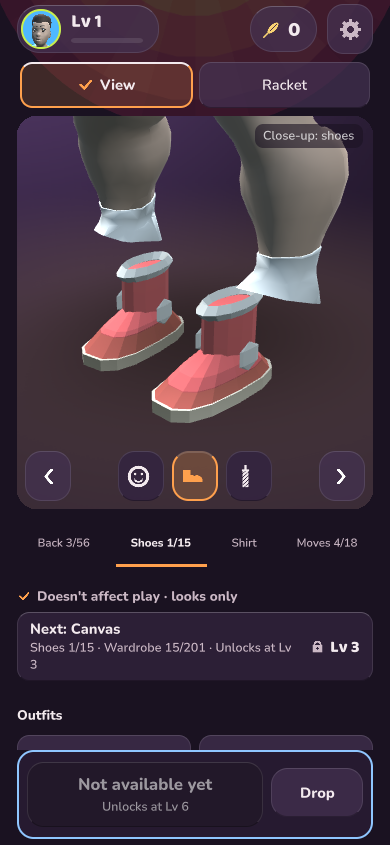 Lv 1
0
View
Racket
Close-up: shoes
Back 3/56
Shoes 1/15
Shirt
Moves 4/18
Doesn't affect play · looks only
Next: Canvas
Shoes 1/15 · Wardrobe 15/201 · Unlocks at Lv
3
Lv 3
Outfits
Not available yet
Unlocks at Lv 6
Drop